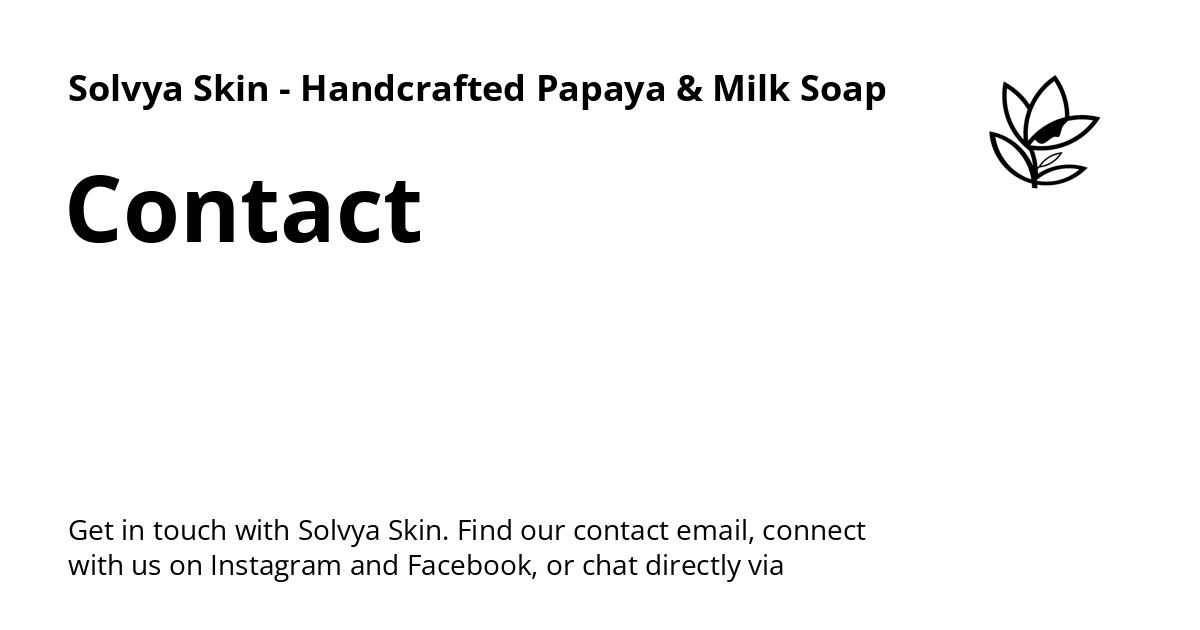 Solvya Skin - Handcrafted Papaya & Milk Soap
Contact
Get in touch with Solvya Skin. Find our contact email, connect
with us on Instagram and Facebook, or chat directly via